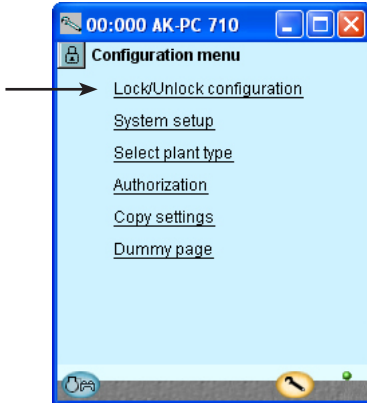 00:000 AK-PC 710
Configuration menu
Lock/Unlock configuration
System setup
Select plant type
Authorization
Copy settings
Dummy page